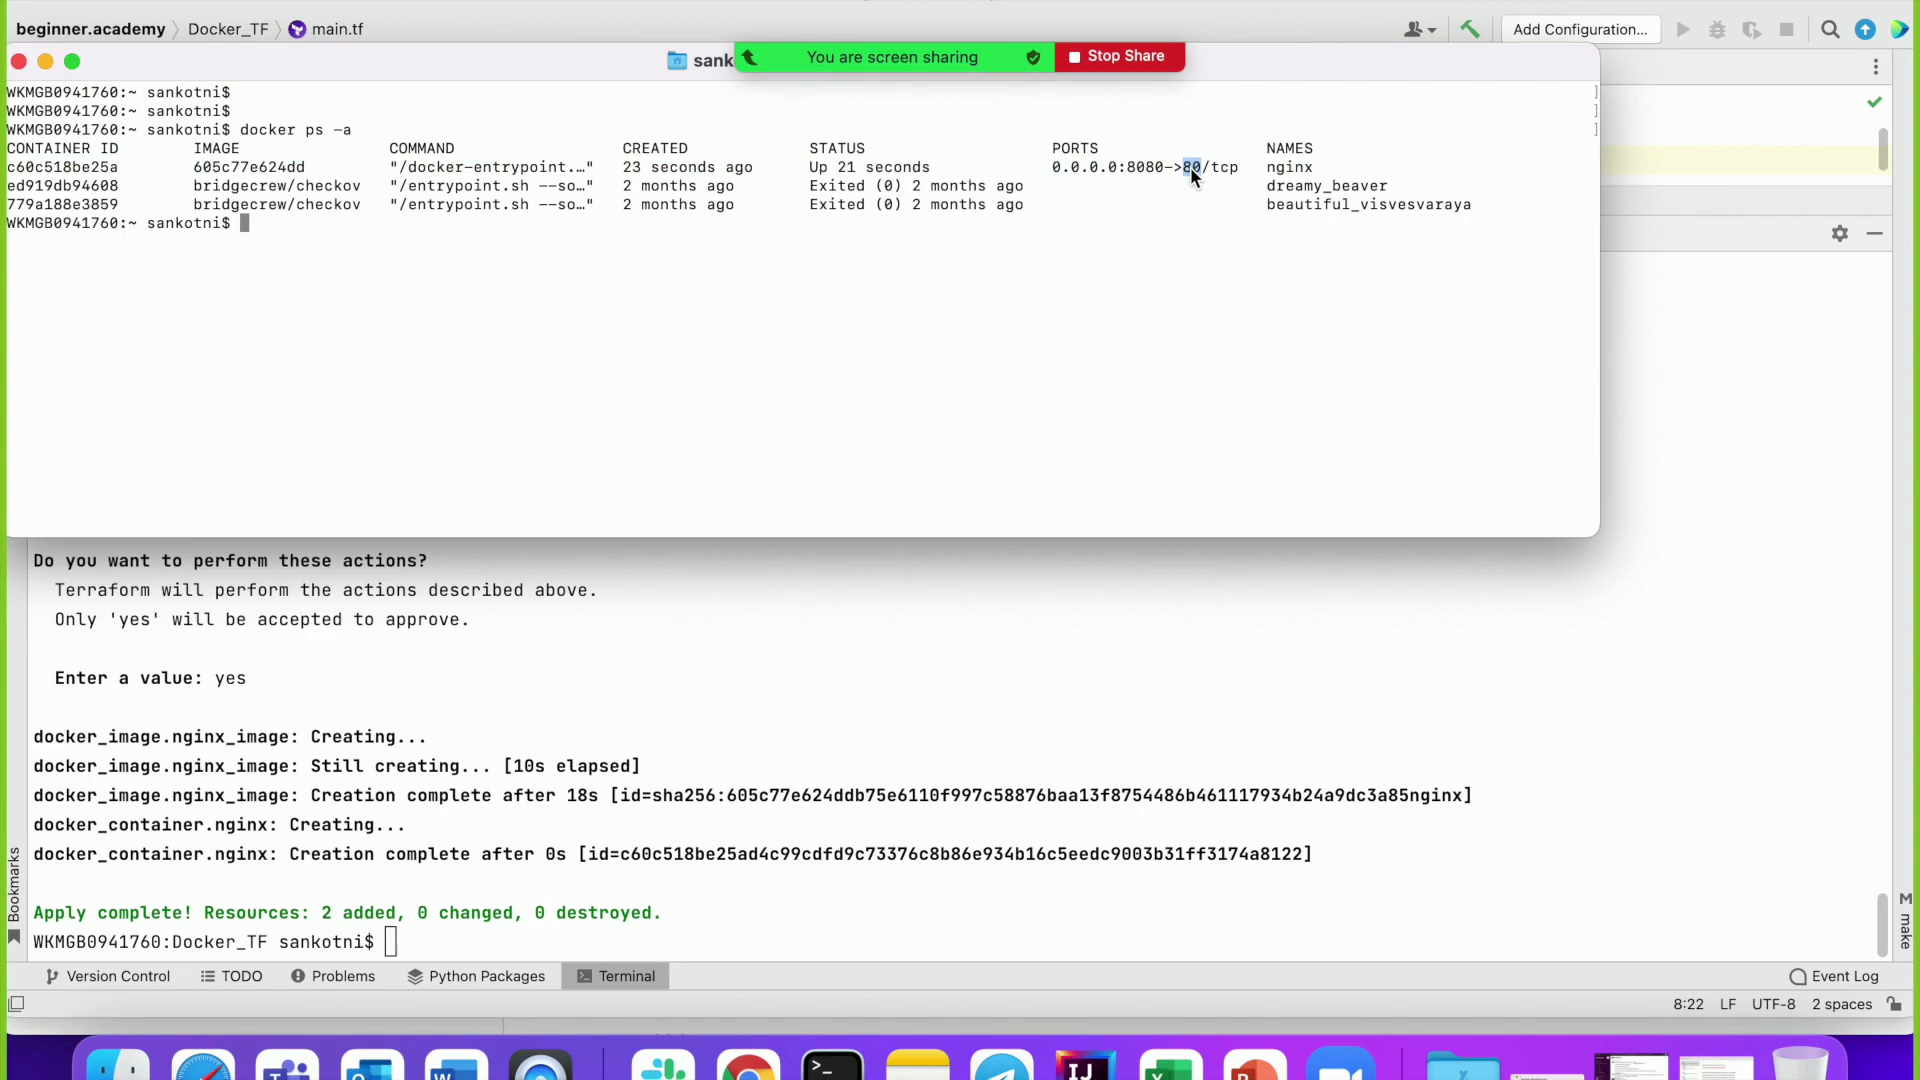 beginner.academy Docker_TF main.tf Add Configuration...
sank You are screen sharing Stop Share
WKMGB0941760:~ sankotni$
WKMGB0941760:~ sankotni$
WKMGB0941760:~ sankotni$ docker ps -a
CONTAINER ID IMAGE COMMAND CREATED STATUS PORTS NAMES
c60c518be25a 605c77e624dd "/docker-entrypoint.…" 23 seconds ago Up 21 seconds 0.0.0.0:8080->80/tcp nginx
ed919db94608 bridgecrew/checkov "/entrypoint.sh --so…" 2 months ago Exited (0) 2 months ago dreamy_beaver
779a188e3859 bridgecrew/checkov "/entrypoint.sh --so…" 2 months ago Exited (0) 2 months ago beautiful_visvesvaraya
WKMGB0941760:~ sankotni$
Do you want to perform these actions?
Terraform will perform the actions described above.
Only 'yes' will be accepted to approve.
Enter a value: yes
docker_image.nginx_image: Creating...
docker_image.nginx_image: Still creating... [10s elapsed]
docker_image.nginx_image: Creation complete after 18s [id=sha256:605c77e624ddb75e6110f997c58876baa13f8754486b461117934b24a9dc3a85nginx]
docker_container.nginx: Creating...
docker_container.nginx: Creation complete after 0s [id=c60c518be25ad4c99cdfd9c73376c8b86e934b16c5eedc9003b31ff3174a8122]
Apply complete! Resources: 2 added, 0 changed, 0 destroyed.
WKMGB0941760:Docker_TF sankotni$
Bookmarks
make
Version Control TODO Problems Python Packages Terminal Event Log
8:22 LF UTF-8 2 spaces